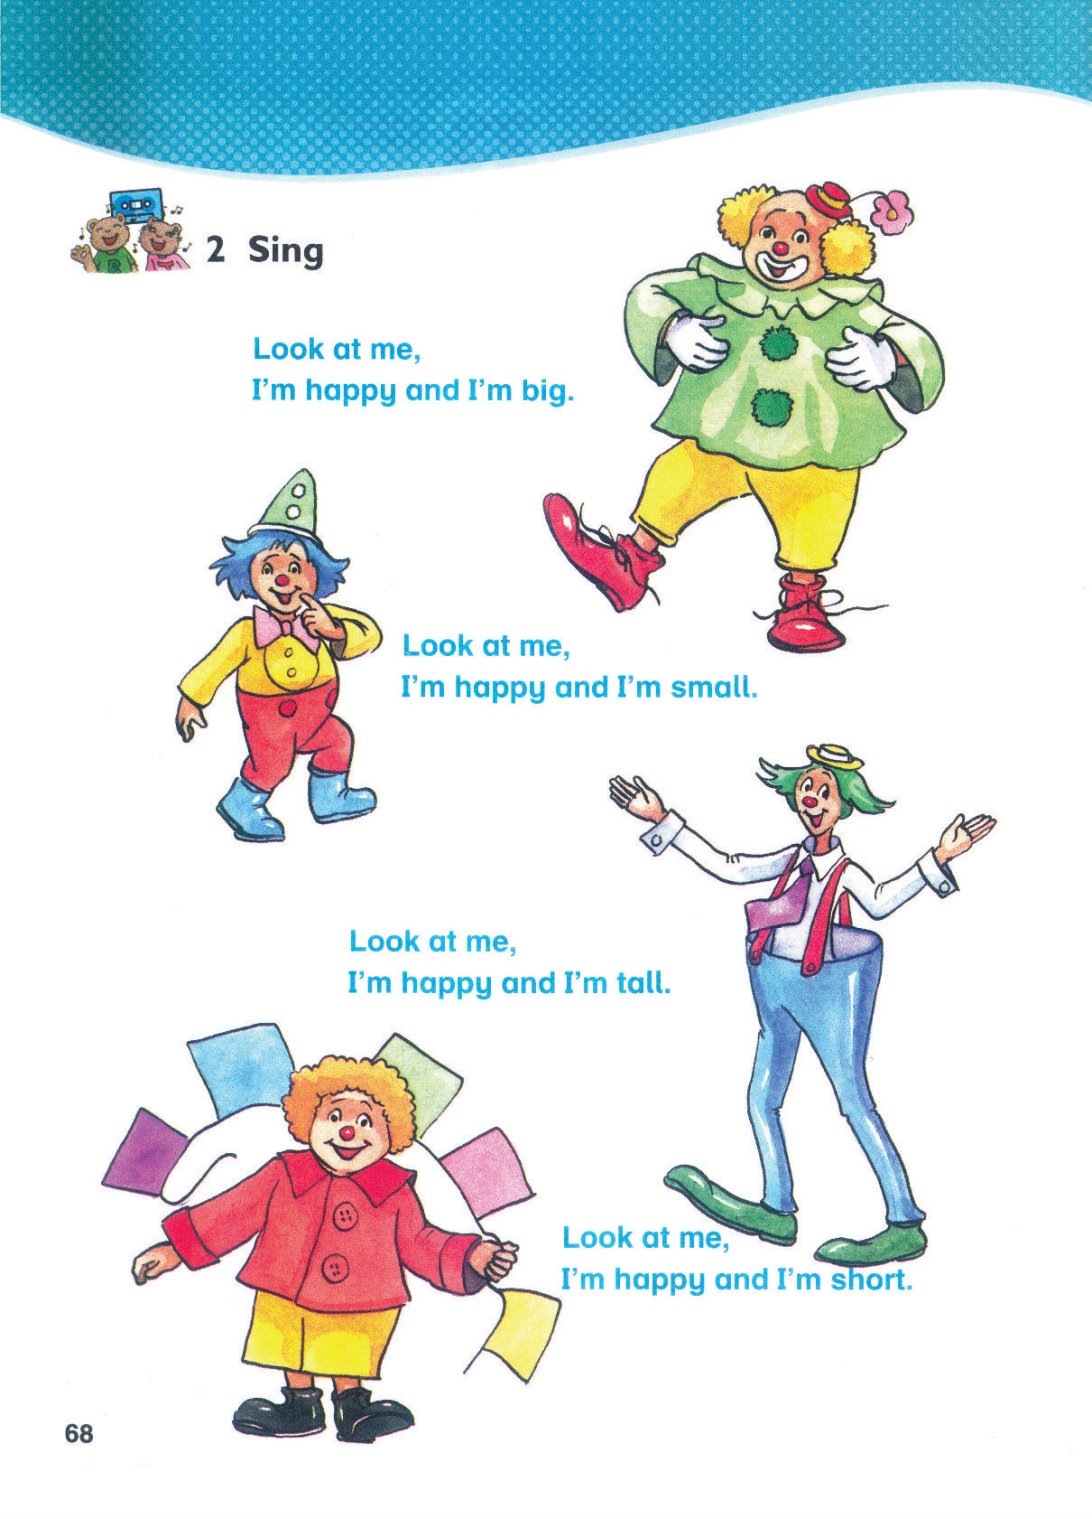 2 Sing
Look at me,
I'm happy and I'm big.
Look at me,
I'm happy and I'm small.
Look at me,
I'm happy and I'm tall.
Look at me,
I'm happy and I'm short.
68